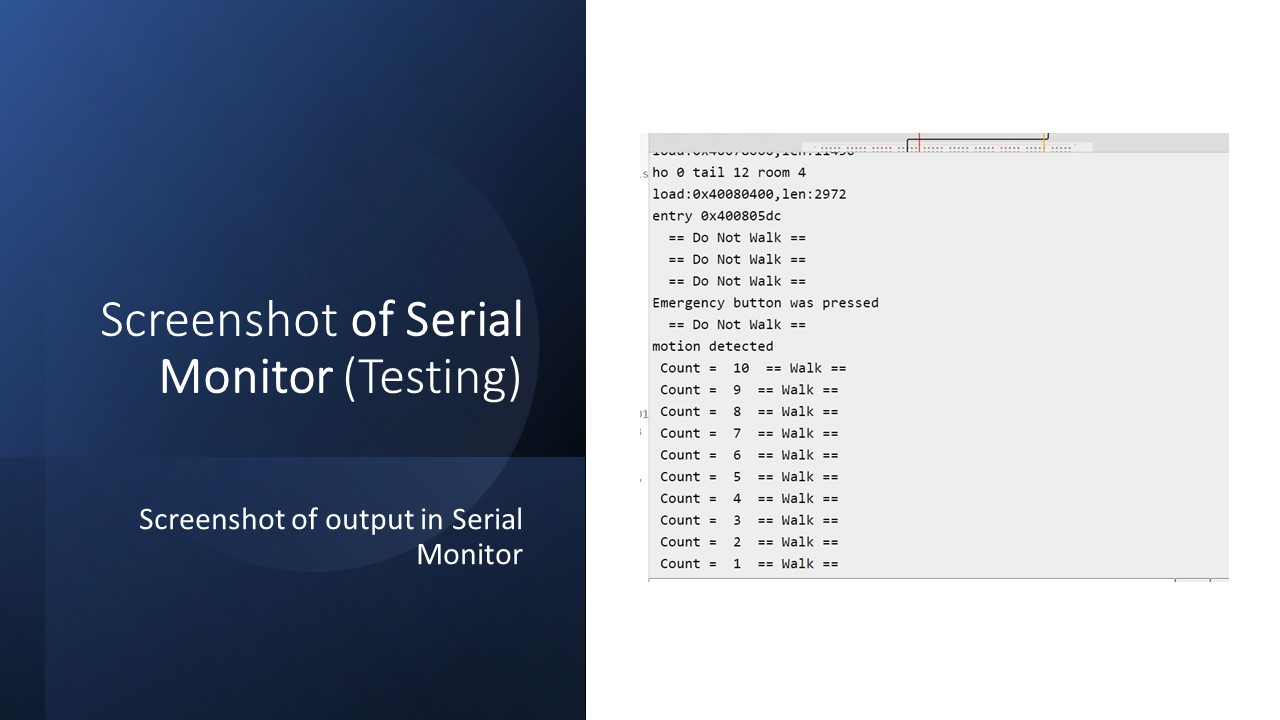 Screenshot of Serial
Monitor (Testing)
Screenshot of output in Serial
Monitor
ho 0 tail 12 room 4
load:0x40080400,len:2972
entry 0x400805dc
== Do Not Walk ==
== Do Not Walk ==
== Do Not Walk ==
Emergency button was pressed
== Do Not Walk ==
motion detected
Count =  10  == Walk ==
Count =  9  == Walk ==
Count =  8  == Walk ==
Count =  7  == Walk ==
Count =  6  == Walk ==
Count =  5  == Walk ==
Count =  4  == Walk ==
Count =  3  == Walk ==
Count =  2  == Walk ==
Count =  1  == Walk ==